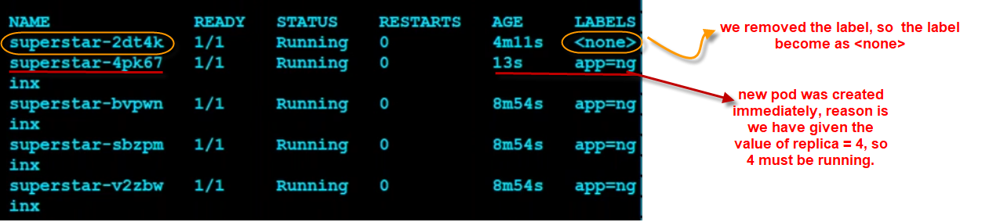 NAME READY STATUS RESTARTS AGE LABELS
superstar-2dt4k 1/1 Running 0 4m11s <none>
superstar-4pk67 1/1 Running 0 13s app=ng
inx
superstar-bvpwn 1/1 Running 0 8m54s app=ng
inx
superstar-sbzpm 1/1 Running 0 8m54s app=ng
inx
superstar-v2zbw 1/1 Running 0 8m54s app=ng
inx
we removed the label, so the label
become as <none>
new pod was created
immediately, reason is
we have given the
value of replica = 4, so
4 must be running.